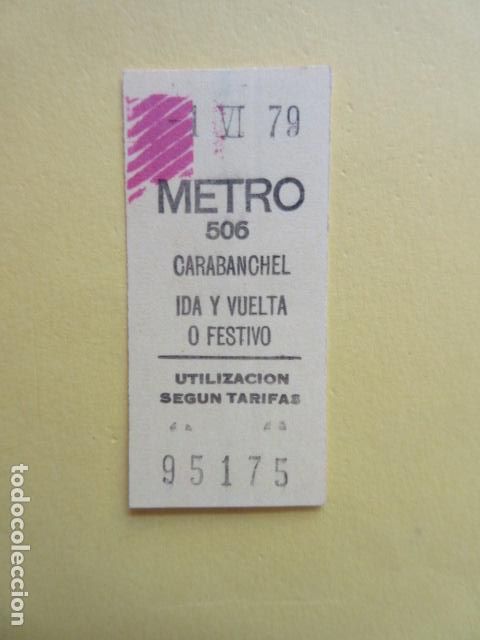 -1 VI 79
METRO
506
CARABANCHEL
IDA Y VUELTA
O FESTIVO
UTILIZACION
SEGUN TARIFAS
95175
todocoleccion